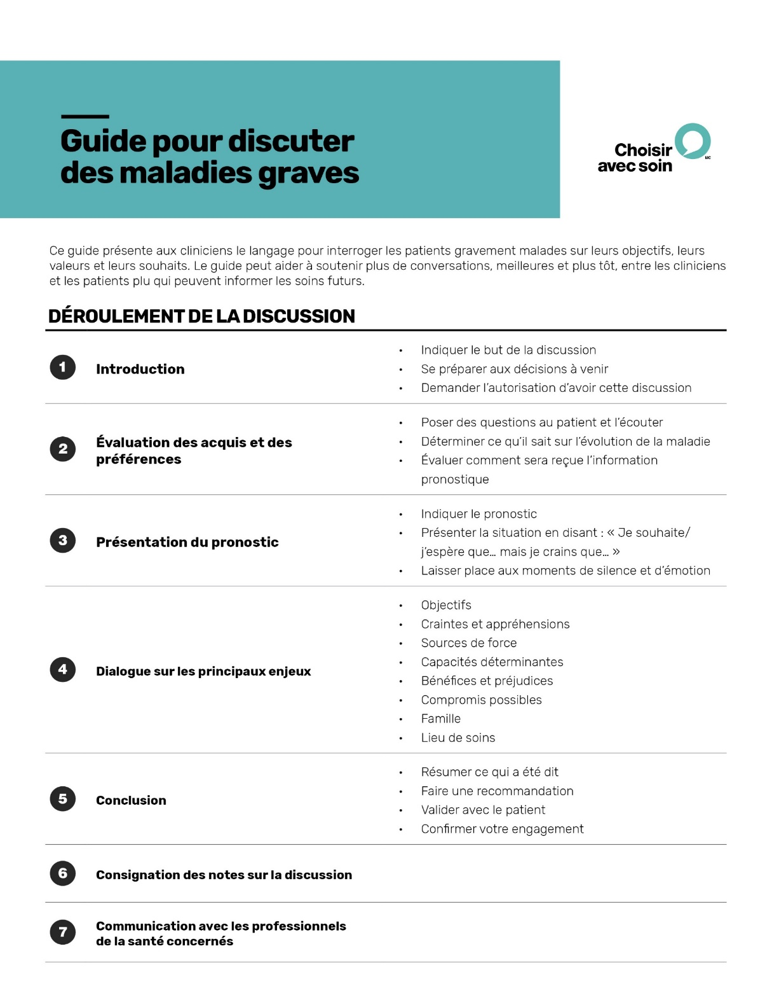 Guide pour discuter
des maladies graves
Choisir
avec soin
MC
Ce guide présente aux cliniciens le langage pour interroger les patients gravement malades sur leurs objectifs, leurs
valeurs et leurs souhaits. Le guide peut aider à soutenir plus de conversations, meilleures et plus tôt, entre les cliniciens
et les patients plu qui peuvent informer les soins futurs.
DÉROULEMENT DE LA DISCUSSION
1
Introduction
• Indiquer le but de la discussion
• Se préparer aux décisions à venir
• Demander l’autorisation d’avoir cette discussion
2
Évaluation des acquis et des
préférences
• Poser des questions au patient et l’écouter
• Déterminer ce qu’il sait sur l’évolution de la maladie
• Évaluer comment sera reçue l’information
pronostique
3
Présentation du pronostic
• Indiquer le pronostic
• Présenter la situation en disant : « Je souhaite/
j’espère que… mais je crains que… »
• Laisser place aux moments de silence et d’émotion
4
Dialogue sur les principaux enjeux
• Objectifs
• Craintes et appréhensions
• Sources de force
• Capacités déterminantes
• Bénéfices et préjudices
• Compromis possibles
• Famille
• Lieu de soins
5
Conclusion
• Résumer ce qui a été dit
• Faire une recommandation
• Valider avec le patient
• Confirmer votre engagement
6
Consignation des notes sur la discussion
7
Communication avec les professionnels
de la santé concernés